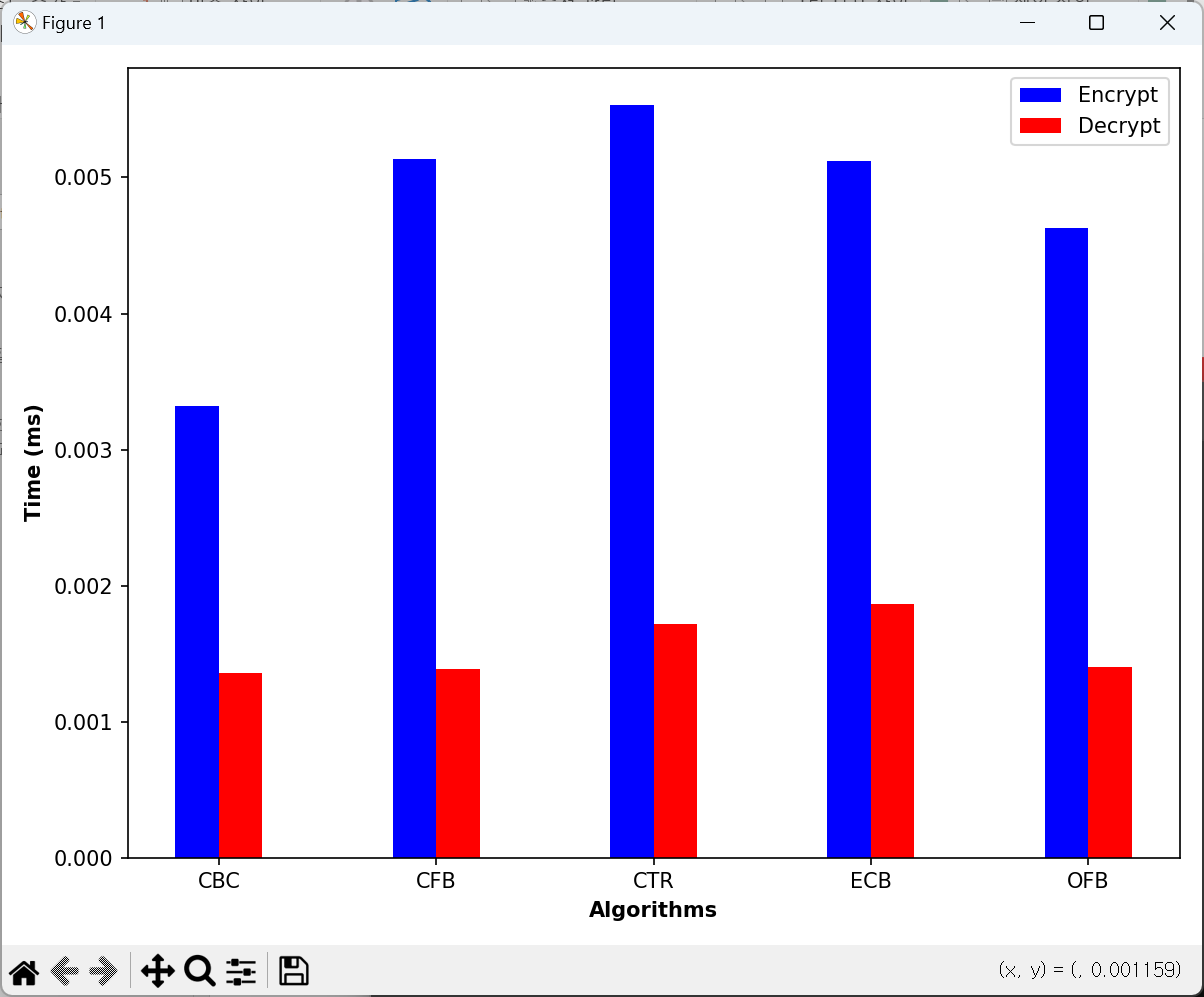 Figure 1
Encrypt
Decrypt
0.005
0.004
0.003
0.002
0.001
0.000
Time (ms)
CBC CFB CTR ECB OFB
Algorithms
(x, y) = (, 0.001159)